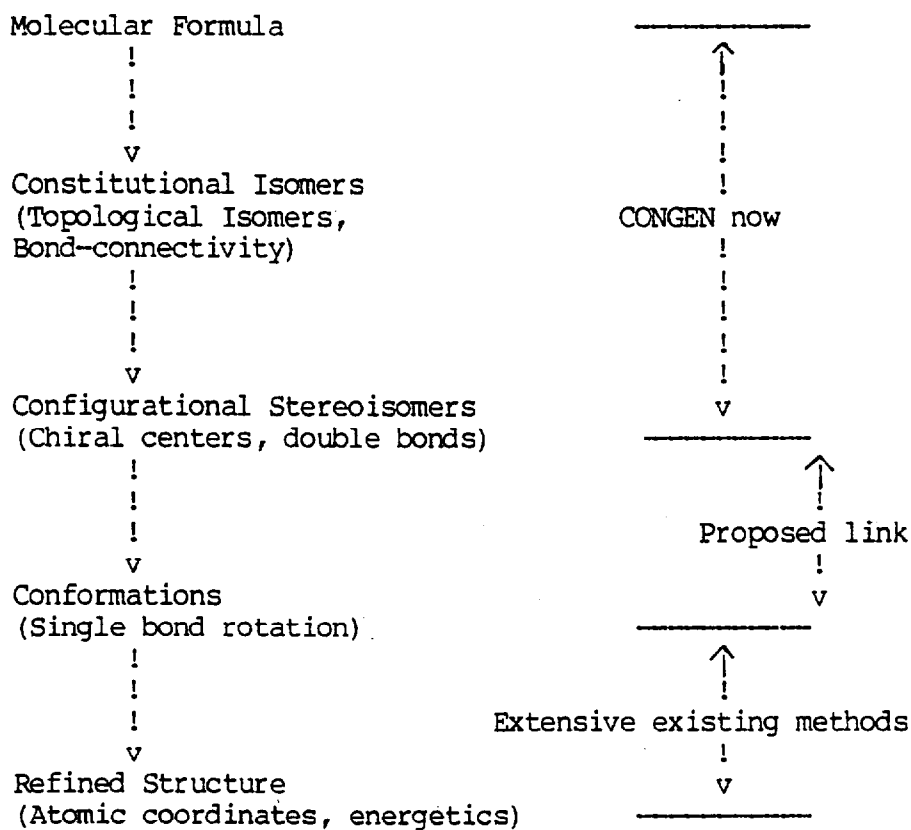 Molecular Formula
Constitutional Isomers
(Topological Isomers,
Bond-connectivity)
CONGEN now
Configurational Stereoisomers
(Chiral centers, double bonds)
Proposed link
Conformations
(Single bond rotation)
Extensive existing methods
Refined Structure
(Atomic coordinates, energetics)